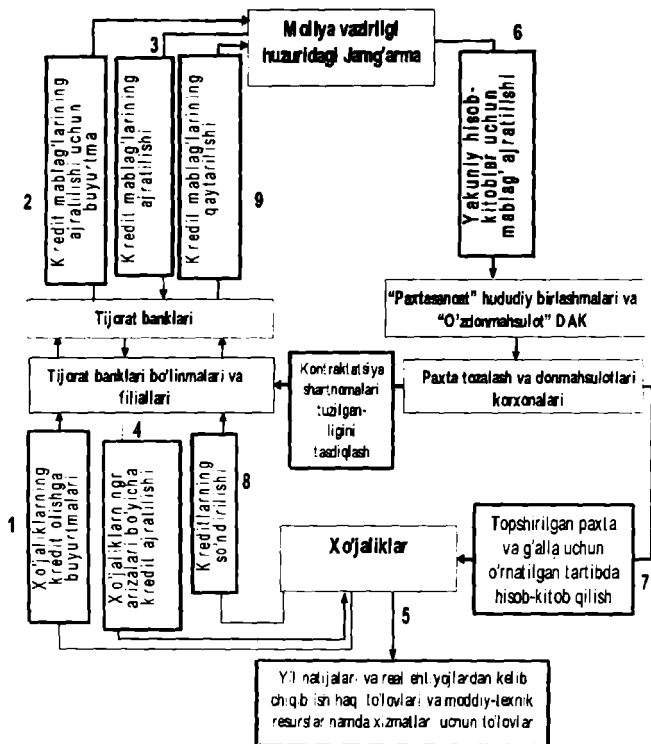 Moliya vazirligi
huzuridagi Jamg'arma
2
Kredit mablag'larining
ajratilishi uchun
buyurtma
3
Kredit mablag'larining
ajratilishi
9
Kredit mablag'larining
qaytarilishi
6
Yakuniy hisob-
kitoblar uchun
mablag' ajratilishi
Tijorat banklari
"Paxtasanoat" hududiy birlashmalari va
"O'zdonmahsulot" DAK
Tijorat banklari bo'linmalari va
filiallari
Kontraktatsiya
shartnomalari
tuzilgan-
ligini
tasdiqlash
Paxta tozalash va donmahsulotlari
korxonalari
1
Xo'jaliklarning
kredit olishga
buyurtmalari
4
Xo'jaliklarn ngr
arizalari bo'yicha
kredit ajratilishi
8
Kreditlarning
so'ndirilishi
Xo'jaliklar
Topshirilgan paxta
va g'alla uchun
o'rnatilgan tartibda
hisob-kitob qilish
7
5
Yil natijalari va real ehtiyojlardan kelib
chiqib ish haq to'lovlari va moddiy-texnik
resurslar hamda xizmatlar uchun to'lovlar